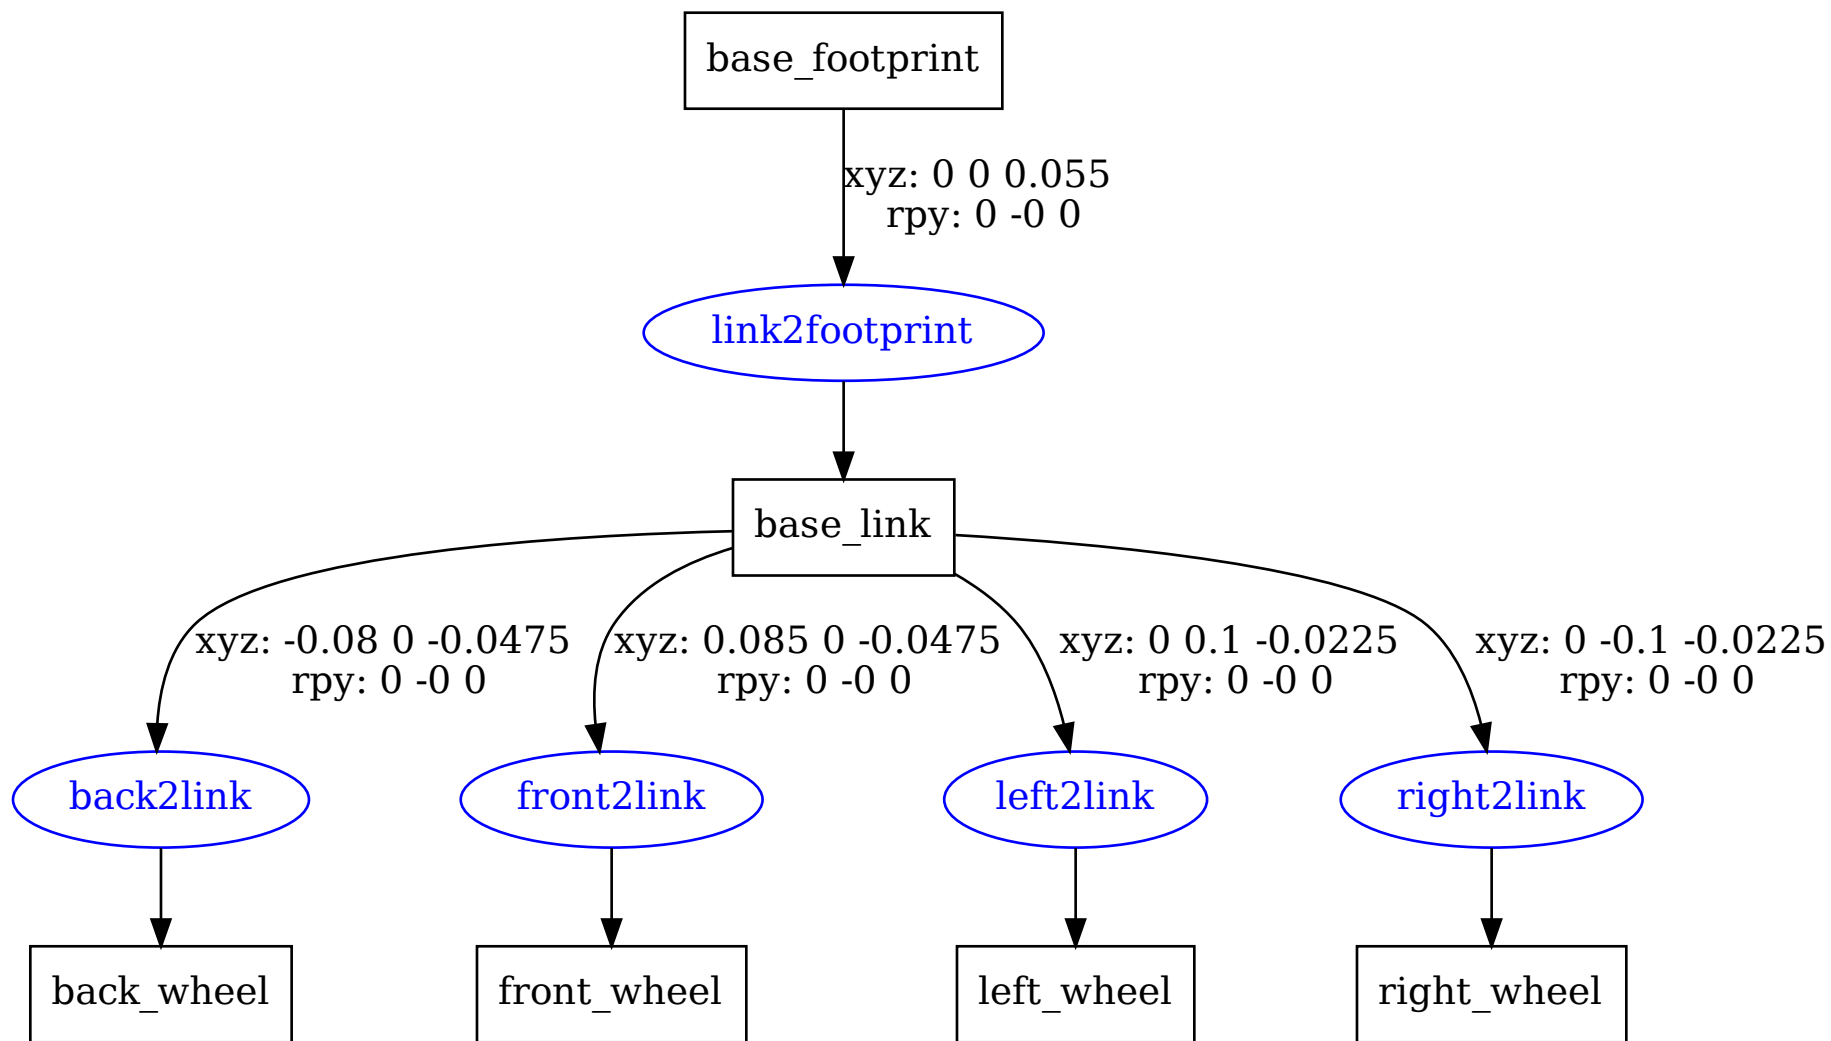 base_footprint
xyz: 0 0 0.055
rpy: 0 -0 0
link2footprint
base_link
xyz: -0.08 0 -0.0475
rpy: 0 -0 0
xyz: 0.085 0 -0.0475
rpy: 0 -0 0
xyz: 0 0.1 -0.0225
rpy: 0 -0 0
xyz: 0 -0.1 -0.0225
rpy: 0 -0 0
back2link
front2link
left2link
right2link
back_wheel
front_wheel
left_wheel
right_wheel